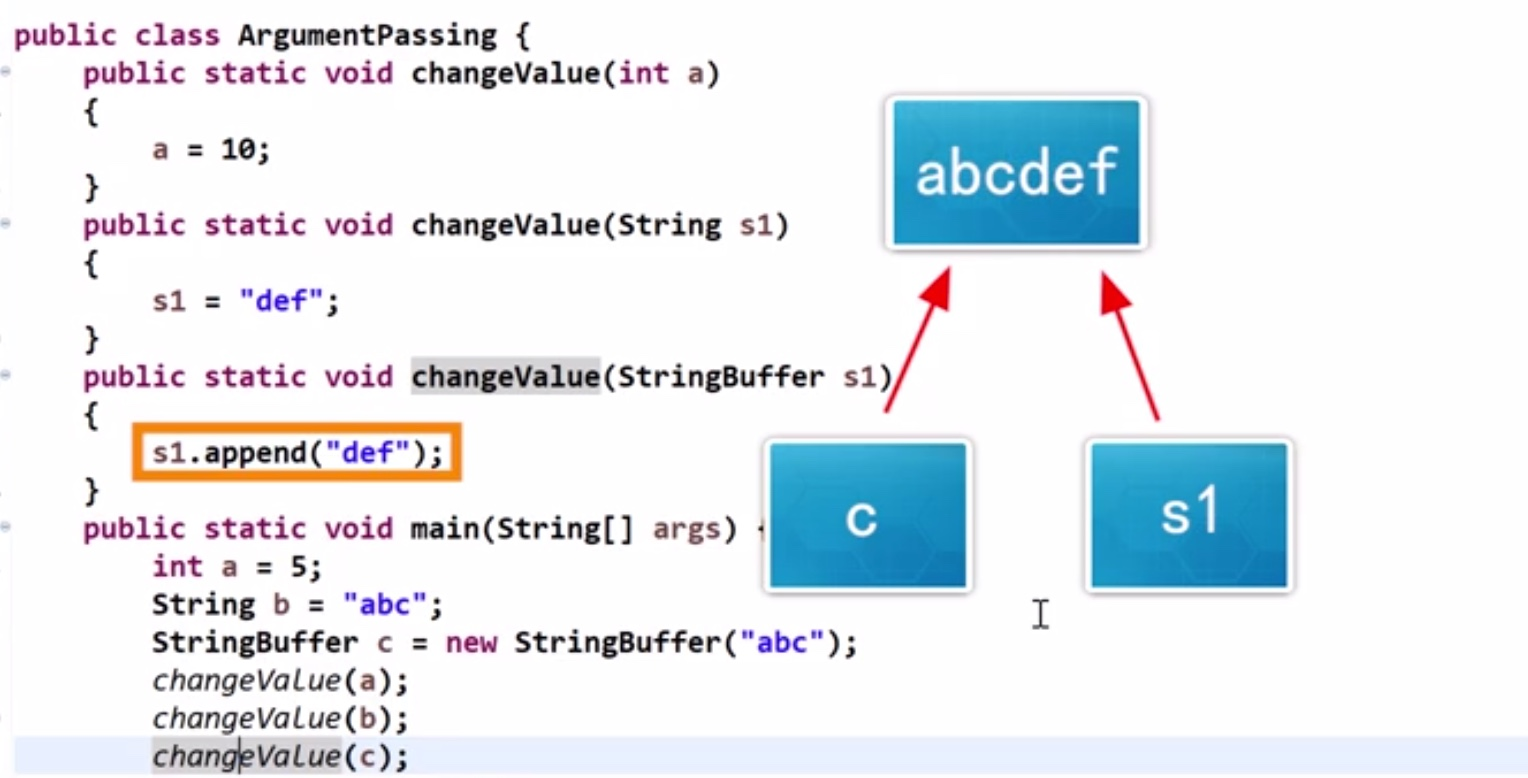 public class ArgumentPassing {
public static void changeValue(int a)
{
a = 10;
}
public static void changeValue(String s1)
{
s1 = "def";
}
public static void changeValue(StringBuffer s1)
{
s1.append("def");
}
public static void main(String[] args) {
int a = 5;
String b = "abc";
StringBuffer c = new StringBuffer("abc");
changeValue(a);
changeValue(b);
changeValue(c);
abcdef
c
s1